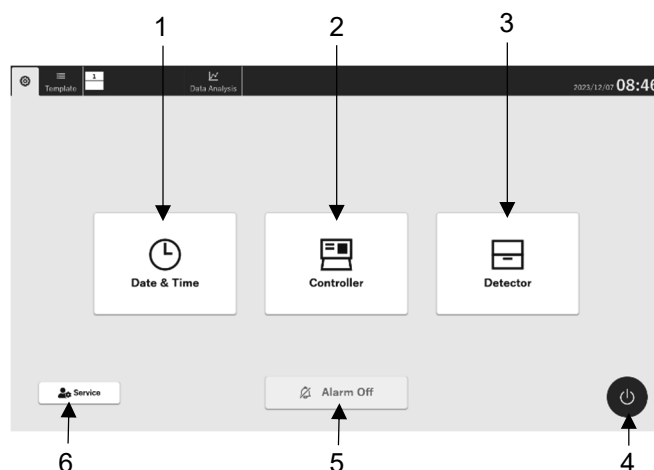 1 2 3
Template 1 Data Analysis 2023/12/07 08:46
Date & Time Controller Detector
Service Alarm Off
6 5 4